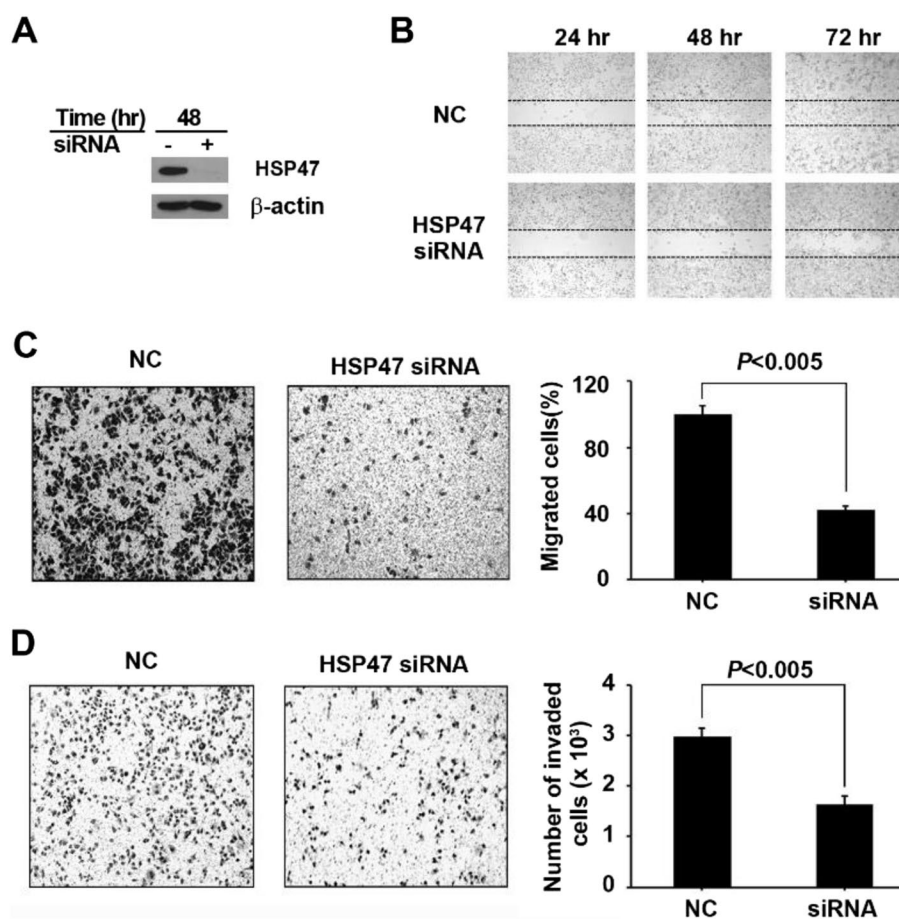 A
Time (hr) 48
siRNA - +
HSP47
β-actin
B
24 hr 48 hr 72 hr
NC
HSP47
siRNA
C
NC
HSP47 siRNA
Migrated cells(%)
120
80
40
0
P<0.005
NC siRNA
D
NC
HSP47 siRNA
Number of invaded
cells (x 10³)
4
3
2
1
0
P<0.005
NC siRNA